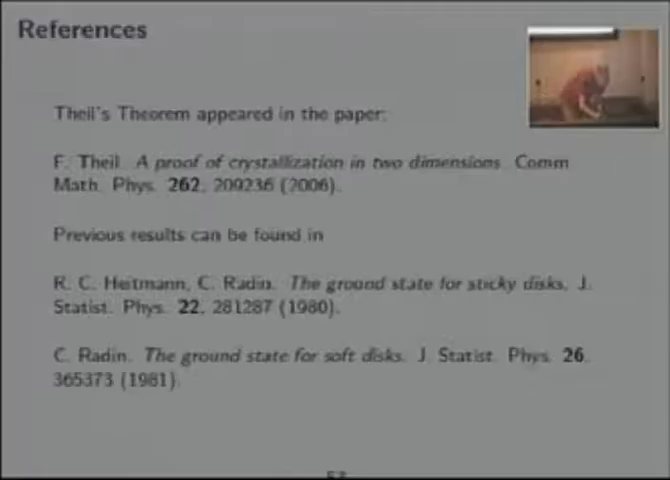 References
Theil's Theorem appeared in the paper:
F. Theil. A proof of crystallization in two dimensions. Comm
Math. Phys. 262, 209236 (2006).
Previous results can be found in
R. C. Heitmann, C. Radin. The ground state for sticky disks. J.
Statist. Phys. 22, 281287 (1980).
C. Radin. The ground state for soft disks. J. Statist. Phys. 26,
365373 (1981).